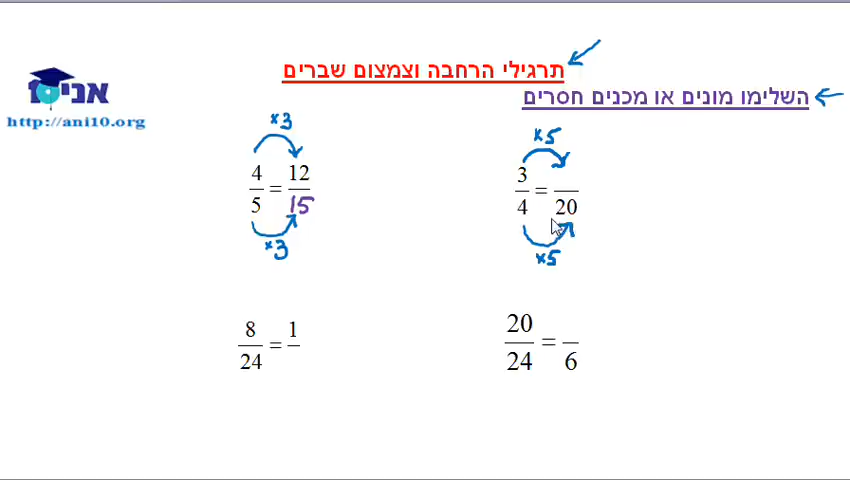 תרגילי הרחבה וצמצום שברים
השלימו מונים או מכנים חסרים
אני10
http://ani10.org
×3 ×5
4/5 = 12/15
3/4 = /20
×3 ×5
8/24 = 1/
20/24 = /6